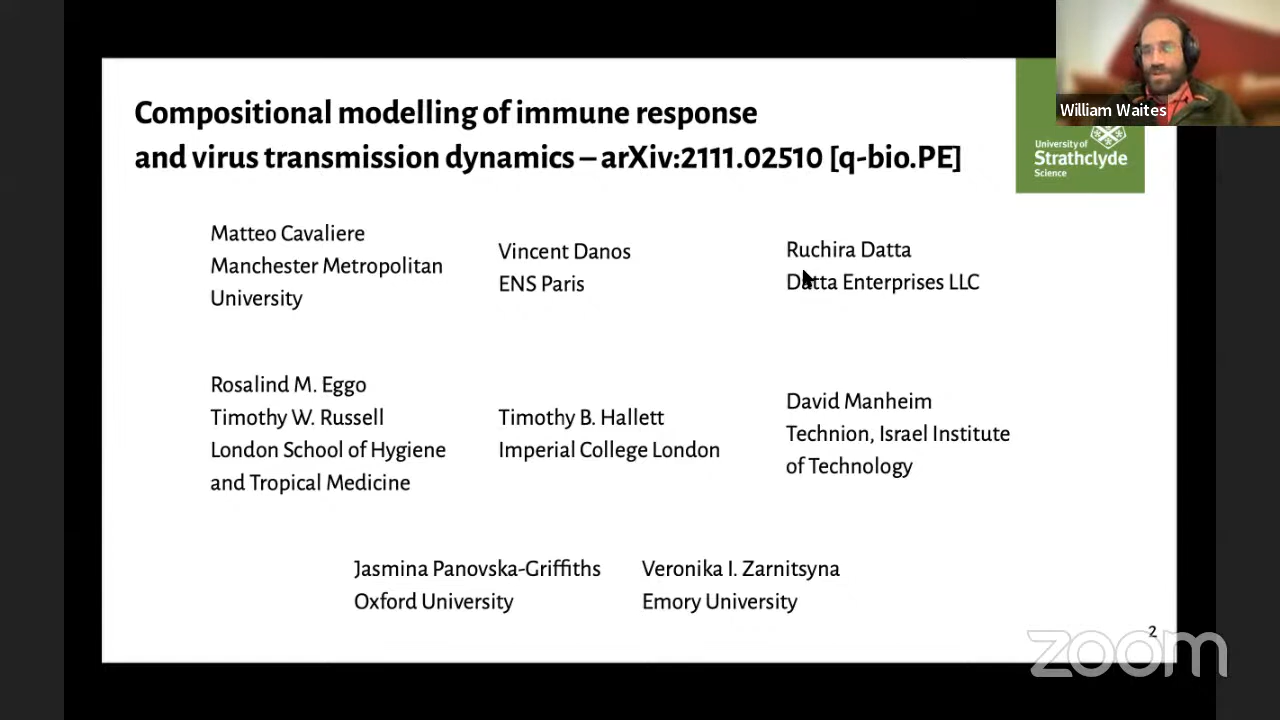 William Waites
Compositional modelling of immune response
and virus transmission dynamics – arXiv:2111.02510 [q-bio.PE]
University of
Strathclyde
Science
Matteo Cavaliere
Manchester Metropolitan
University
Vincent Danos
ENS Paris
Ruchira Datta
Datta Enterprises LLC
Rosalind M. Eggo
Timothy W. Russell
London School of Hygiene
and Tropical Medicine
Timothy B. Hallett
Imperial College London
David Manheim
Technion, Israel Institute
of Technology
Jasmina Panovska-Griffiths
Oxford University
Veronika I. Zarnitsyna
Emory University
2
zoom